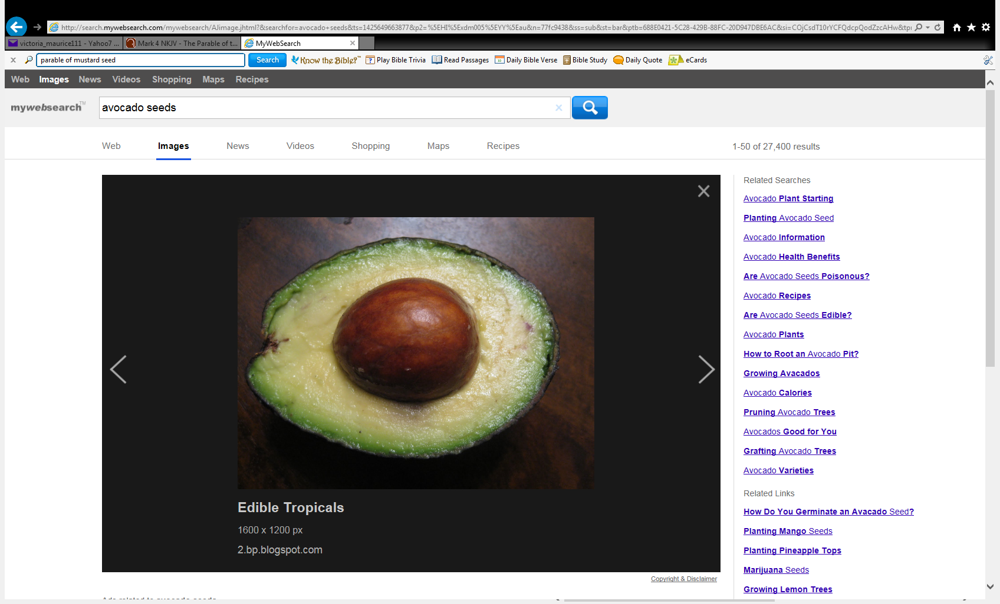 http://search.mywebsearch.com/mywebsearch/AJimage.jhtml?&searchfor=avocado+seeds&ts=1425649663877&p2=%5EHI%5Exdm005%5EYY%5Eau&n=77fc9438&ss=sub&st=bar&ptb=688E0421-5C28-429B-88FC-20D947DBE6AC&si=COjCsdT10rYCFQdcpQodZzcAHw&tpr
victoria_maurice111 - Yahoo7 ... Mark 4 NKJV - The Parable of t... MyWebSearch
parable of mustard seed Search Know the Bible?™ Play Bible Trivia Read Passages Daily Bible Verse Bible Study Daily Quote eCards
Web Images News Videos Shopping Maps Recipes
mywebsearch™ avocado seeds
Web Images News Videos Shopping Maps Recipes 1-50 of 27,400 results
Edible Tropicals
1600 x 1200 px
2.bp.blogspot.com
Copyright & Disclaimer
Ads related to avocado seeds
Related Searches
Avocado Plant Starting
Planting Avocado Seed
Avocado Information
Avocado Health Benefits
Are Avocado Seeds Poisonous?
Avocado Recipes
Are Avocado Seeds Edible?
Avocado Plants
How to Root an Avocado Pit?
Growing Avacados
Avocado Calories
Pruning Avocado Trees
Avocados Good for You
Grafting Avocado Trees
Avocado Varieties
Related Links
How Do You Germinate an Avacado Seed?
Planting Mango Seeds
Planting Pineapple Tops
Marijuana Seeds
Growing Lemon Trees